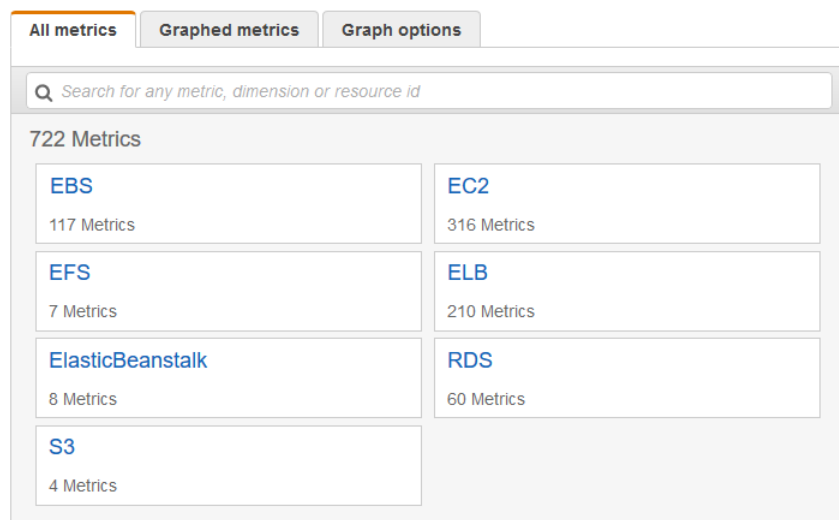 All metrics Graphed metrics Graph options
Search for any metric, dimension or resource id
722 Metrics
EBS
117 Metrics
EC2
316 Metrics
EFS
7 Metrics
ELB
210 Metrics
ElasticBeanstalk
8 Metrics
RDS
60 Metrics
S3
4 Metrics